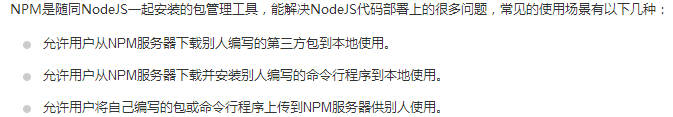 NPM是随同NodeJS一起安装的包管理工具，能解决NodeJS代码部署上的很多问题，常见的使用场景有以下几种：
允许用户从NPM服务器下载别人编写的第三方包到本地使用。
允许用户从NPM服务器下载并安装别人编写的命令行程序到本地使用。
允许用户将自己编写的包或命令行程序上传到NPM服务器供别人使用。